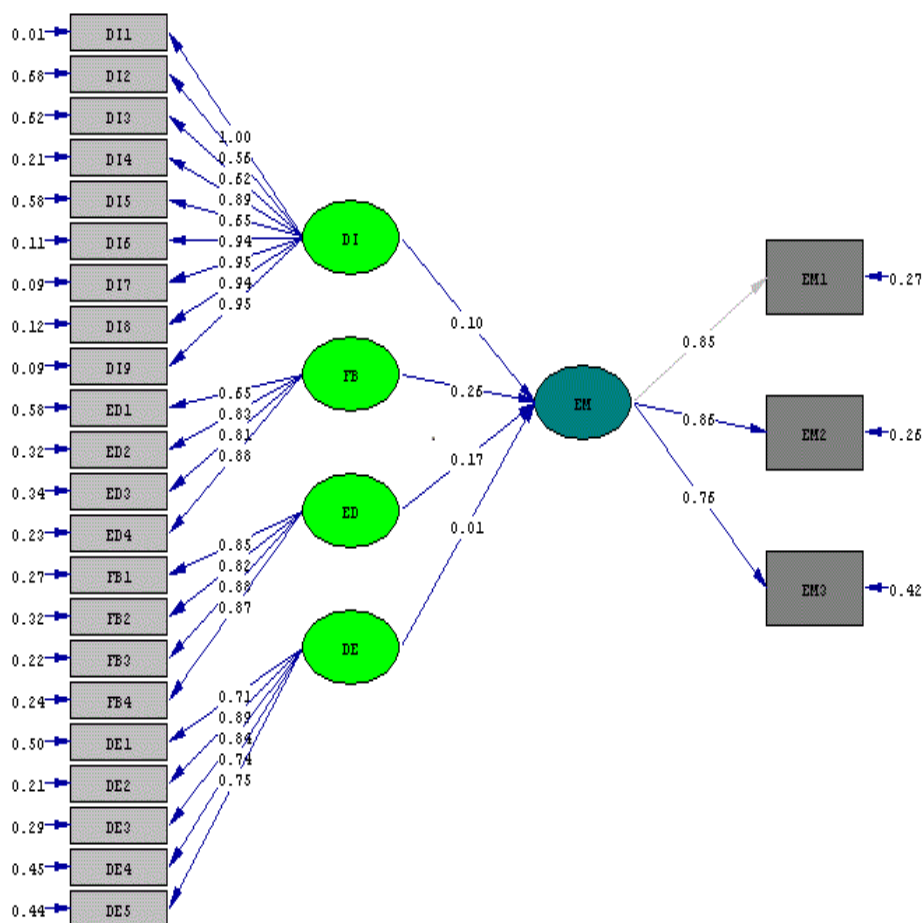 0.01 DI1
0.68 DI2
0.62 DI3
0.21 DI4
0.58 DI5
0.11 DI6
0.09 DI7
0.12 DI8
0.09 DI9
0.58 ED1
0.32 ED2
0.34 ED3
0.23 ED4
0.27 FB1
0.32 FB2
0.22 FB3
0.24 FB4
0.50 DE1
0.21 DE2
0.29 DE3
0.45 DE4
0.44 DE5
1.00
0.56
0.62
0.89
0.65
0.94
0.95
0.94
0.95
0.65
0.83
0.81
0.88
0.85
0.82
0.88
0.87
0.71
0.89
0.84
0.74
0.75
DI
FB
ED
DE
0.10
0.26
0.17
0.01
EM
0.85
0.86
0.76
EM1 0.27
EM2 0.26
EM3 0.42